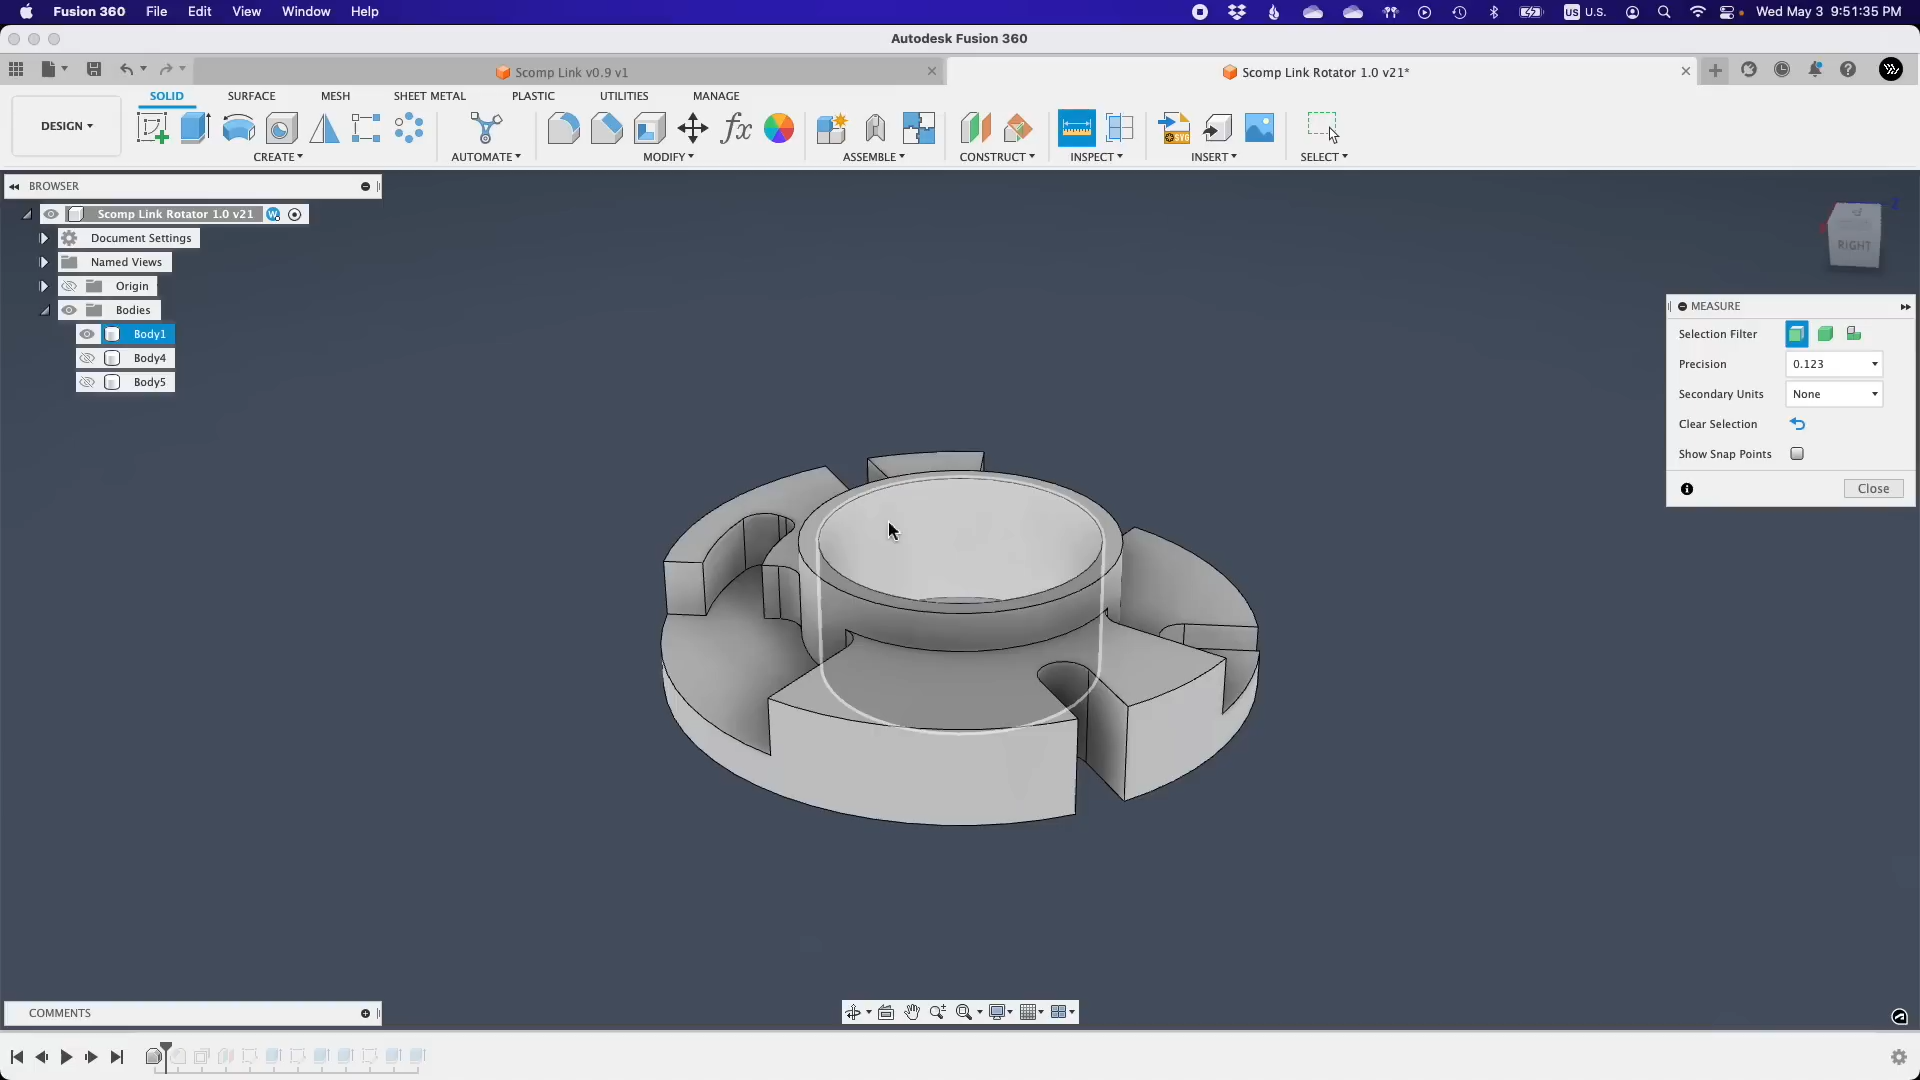 Fusion 360 File Edit View Window Help
US U.S. Wed May 3 9:51:35 PM
Autodesk Fusion 360
Scomp Link v0.9 v1
Scomp Link Rotator 1.0 v21*
DESIGN
SOLID SURFACE MESH SHEET METAL PLASTIC UTILITIES MANAGE
fx
SVG
CREATE AUTOMATE MODIFY ASSEMBLE CONSTRUCT INSPECT INSERT SELECT
BROWSER
Scomp Link Rotator 1.0 v21
W
Document Settings
Named Views
Origin
Bodies
Body1
Body4
Body5
Z
RIGHT
MEASURE
Selection Filter
Precision 0.123
Secondary Units None
Clear Selection
Show Snap Points
Close
COMMENTS